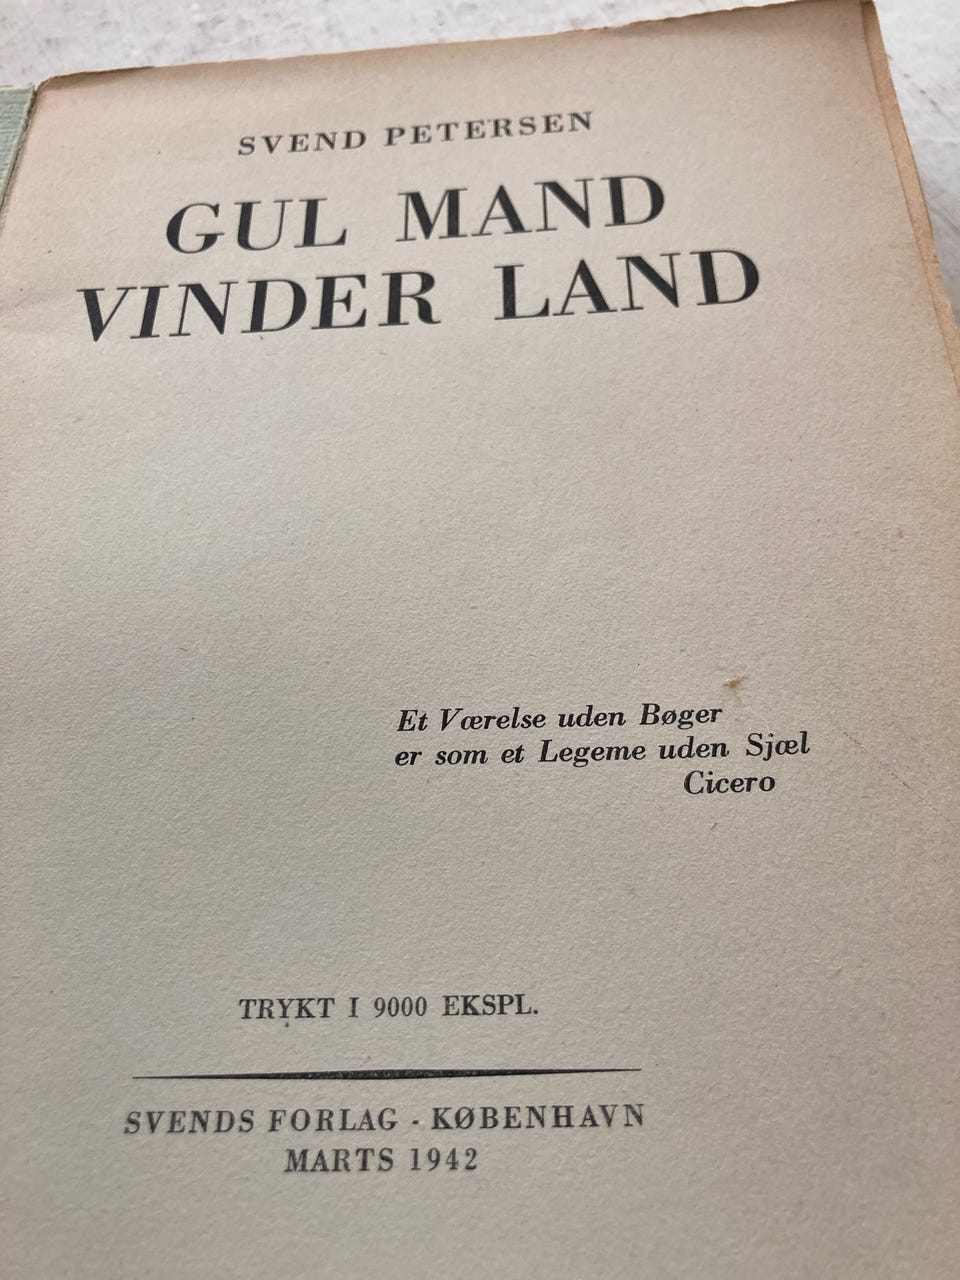 SVEND PETERSEN
GUL MAND
VINDER LAND
Et Værelse uden Bøger
er som et Legeme uden Sjæl
Cicero
TRYKT I 9000 EKSPL.
SVENDS FORLAG - KØBENHAVN
MARTS 1942